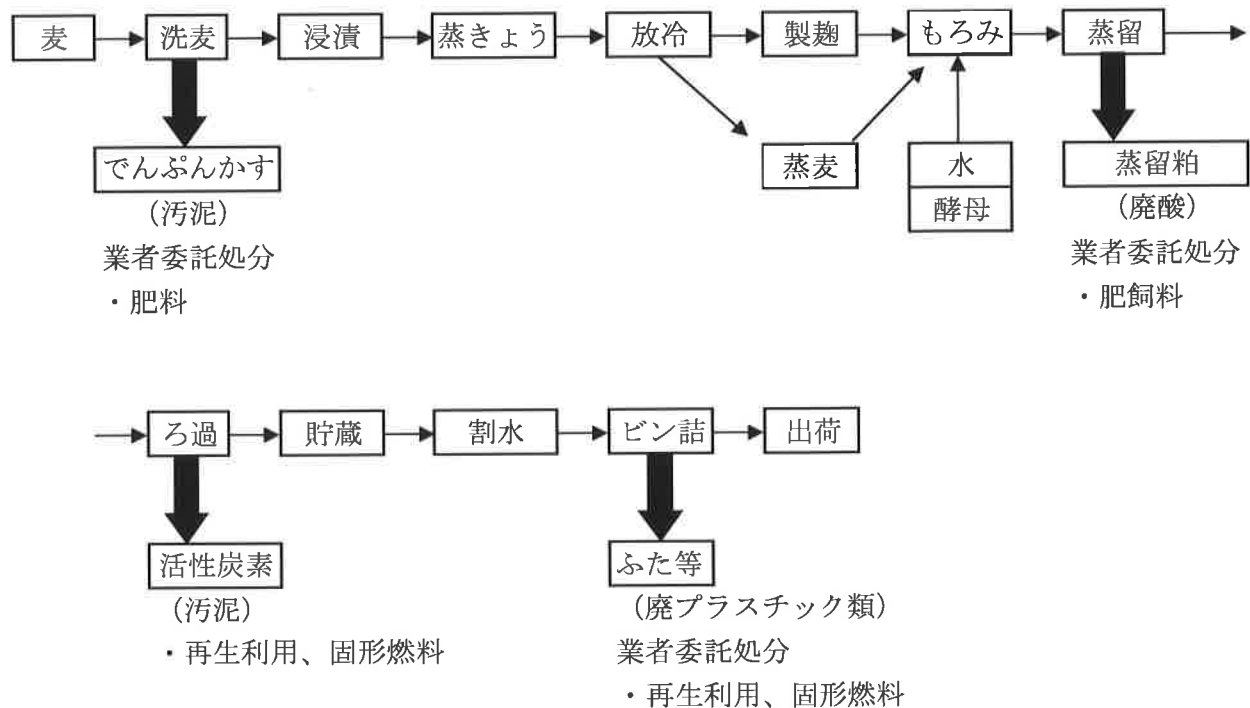 麦
洗麦
浸漬
蒸きょう
放冷
製麹
もろみ
蒸留
でんぷんかす
(汚泥)
業者委託処分
・肥料
蒸麦
水
酵母
蒸留粕
(廃酸)
業者委託処分
・肥飼料
ろ過
貯蔵
割水
ビン詰
出荷
活性炭素
(汚泥)
・再生利用、固形燃料
ふた等
(廃プラスチック類)
業者委託処分
・再生利用、固形燃料